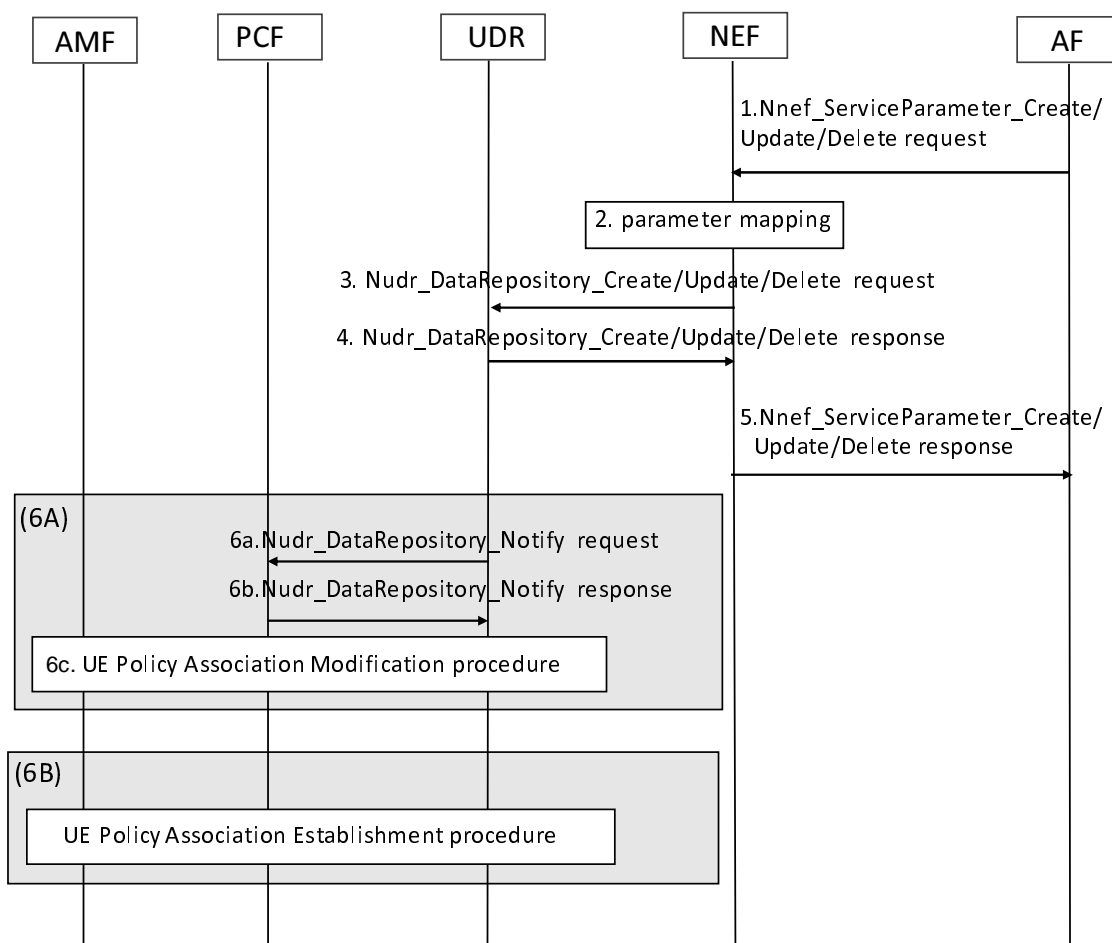 AMF
PCF
UDR
NEF
AF
1.Nnef_ServiceParameter_Create/
Update/Delete request
2. parameter mapping
3. Nudr_DataRepository_Create/Update/Delete request
4. Nudr_DataRepository_Create/Update/Delete response
5.Nnef_ServiceParameter_Create/
Update/Delete response
(6A)
6a.Nudr_DataRepository_Notify request
6b.Nudr_DataRepository_Notify response
6c. UE Policy Association Modification procedure
(6B)
UE Policy Association Establishment procedure